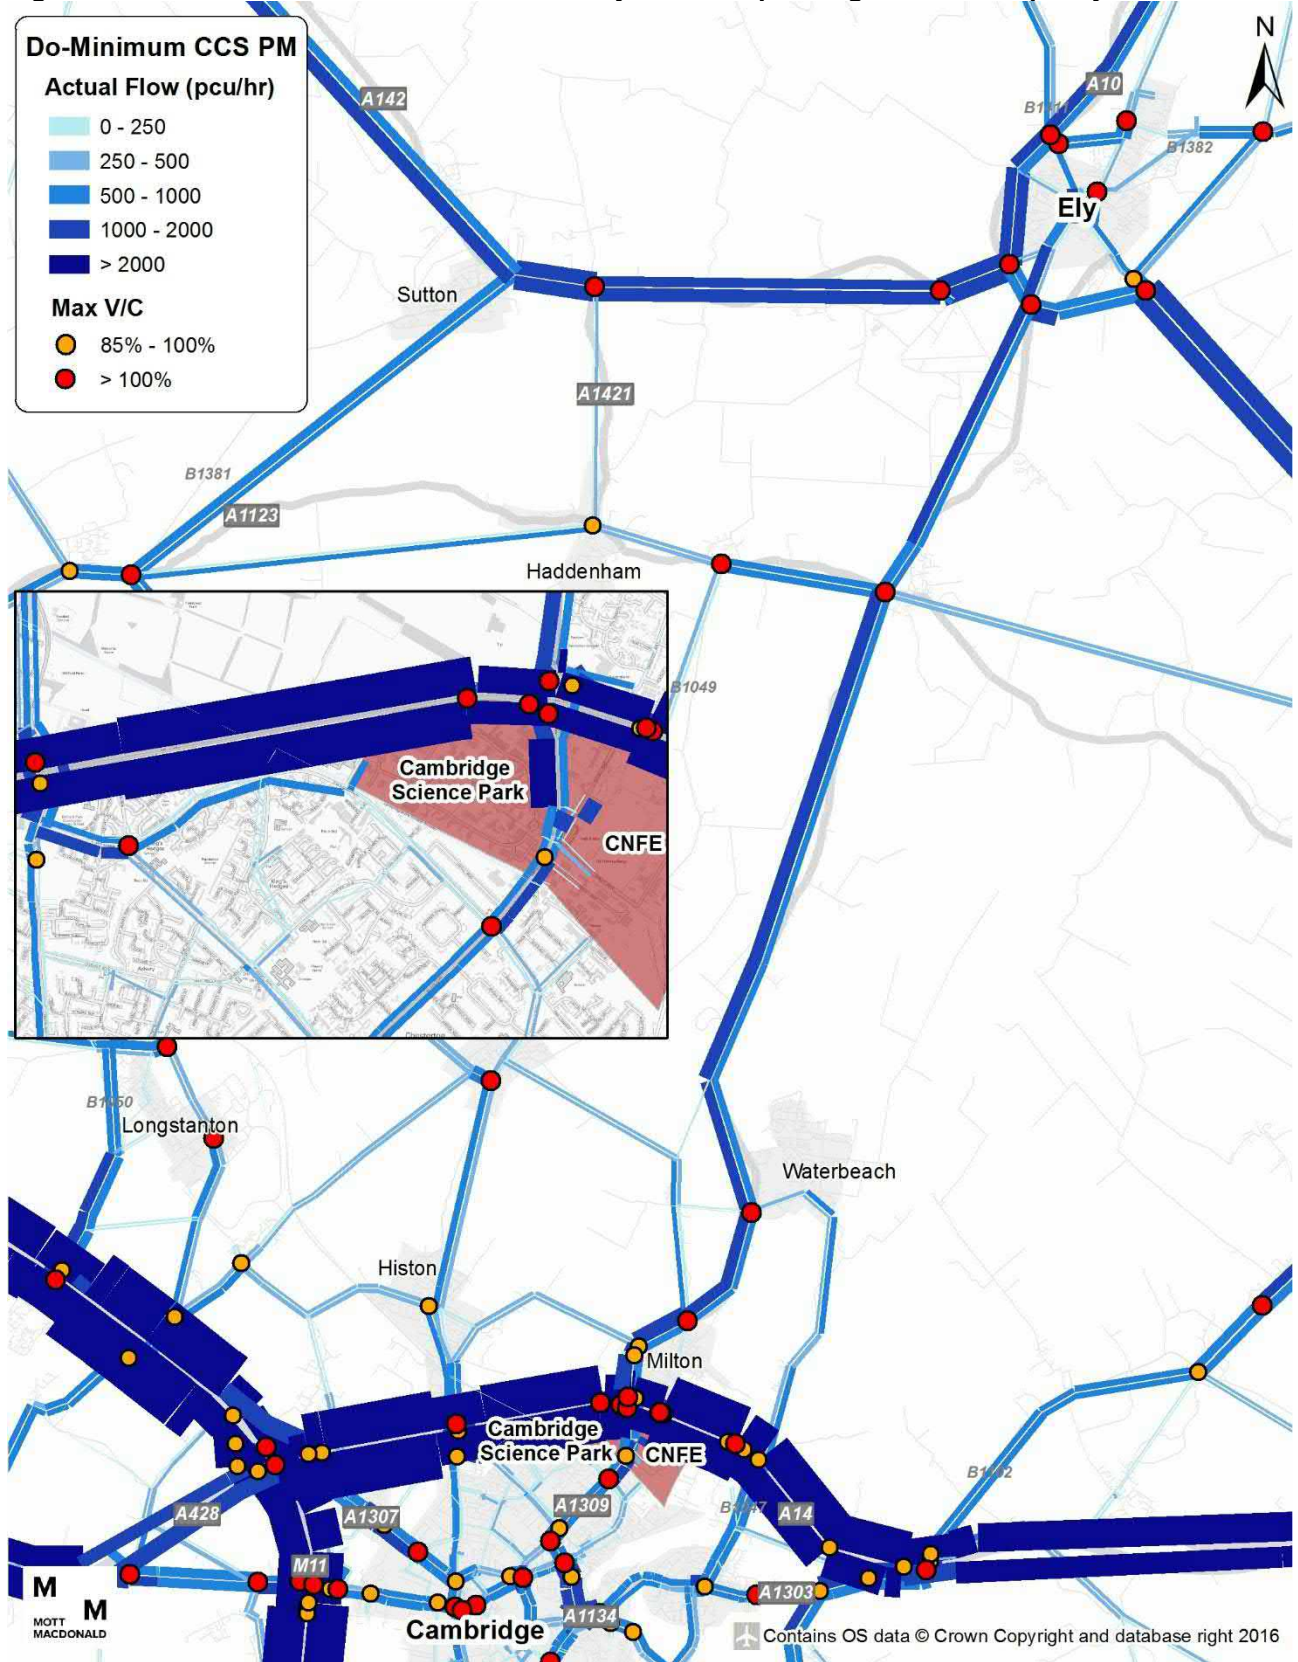 Do-Minimum CCS PM
Actual Flow (pcu/hr)
0 - 250
250 - 500
500 - 1000
1000 - 2000
> 2000
Max V/C
85% - 100%
> 100%
N
A142
A10
B1382
Ely
Sutton
A1421
B1381
A1123
Haddenham
B1049
Cambridge
Science Park
CNFE
Longstanton
Waterbeach
Histon
Milton
Cambridge
Science Park
CNFE
A428
A1307
A1309
A14
M11
A1303
A1134
Cambridge
M
M
MOTT
MACDONALD
Contains OS data © Crown Copyright and database right 2016